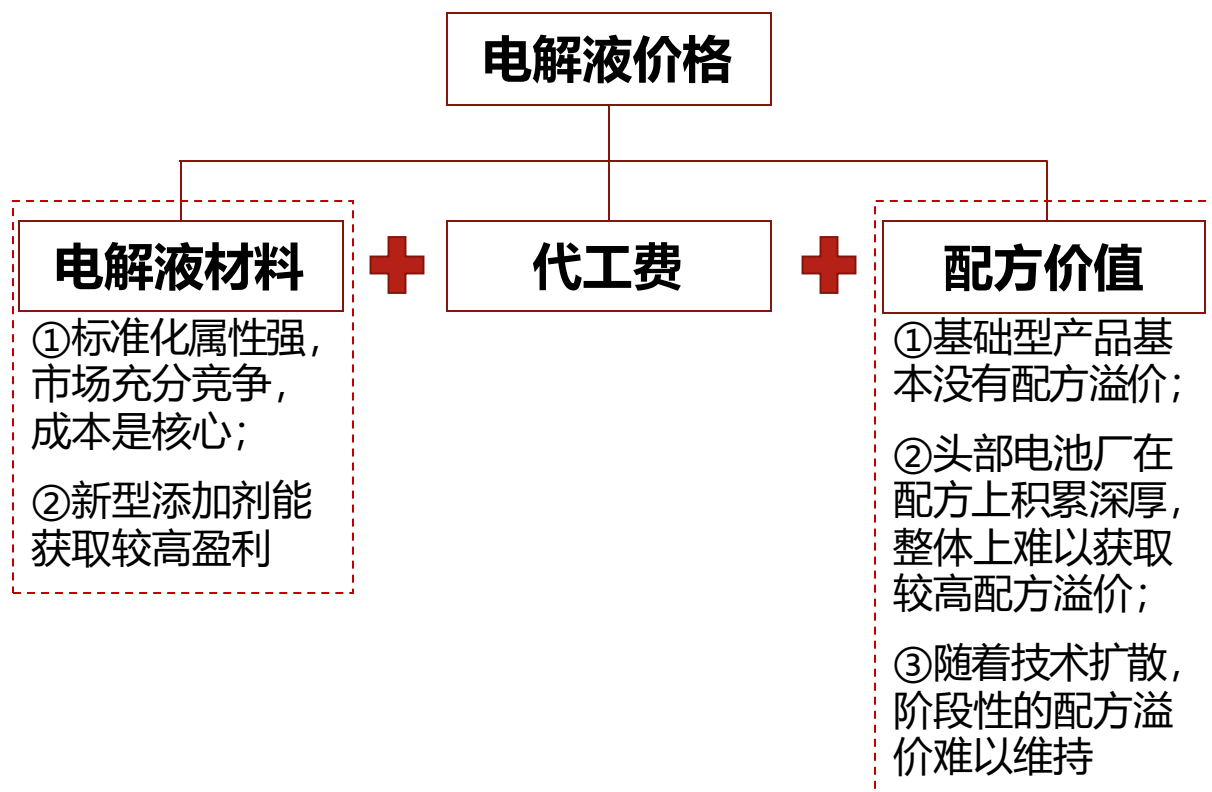 电解液价格
电解液材料
①标准化属性强,
市场充分竞争,
成本是核心;
②新型添加剂能
获取较高盈利
代工费
配方价值
①基础型产品基
本没有配方溢价;
②头部电池厂在
配方上积累深厚,
整体上难以获取
较高配方溢价;
③随着技术扩散,
阶段性的配方溢
价难以维持